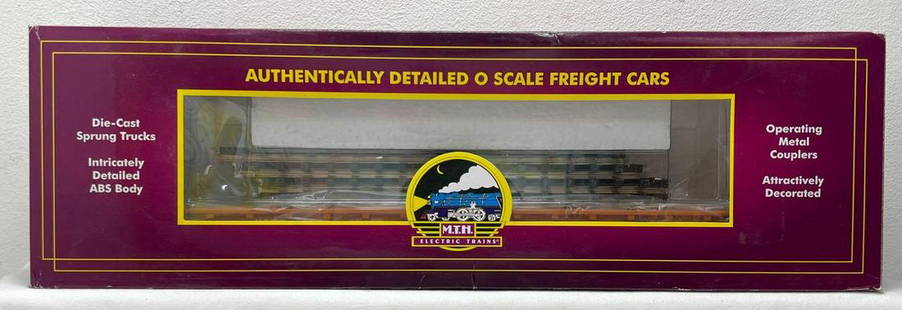 AUTHENTICALLY DETAILED O SCALE FREIGHT CARS
Die-Cast
Sprung Trucks
Intricately
Detailed
ABS Body
Operating
Metal
Couplers
Attractively
Decorated
M.T.H.
ELECTRIC TRAINS®